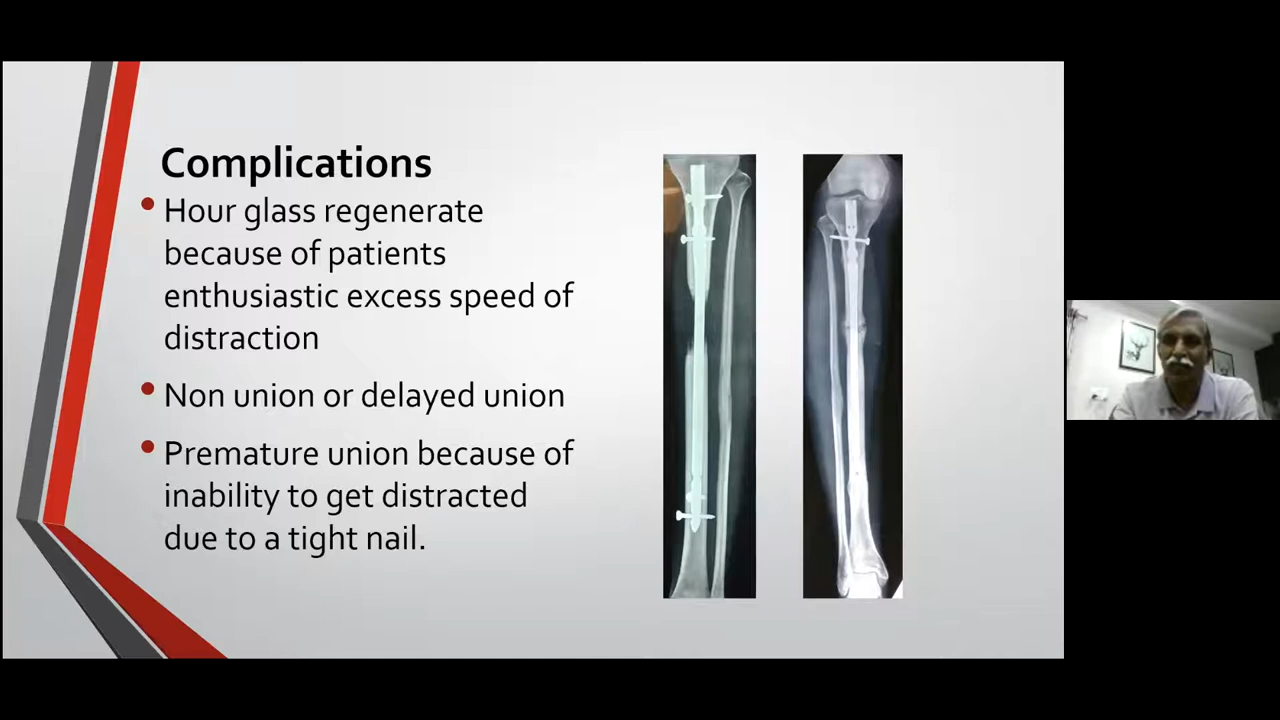 Complications
Hour glass regenerate
because of patients
enthusiastic excess speed of
distraction
Non union or delayed union
Premature union because of
inability to get distracted
due to a tight nail.